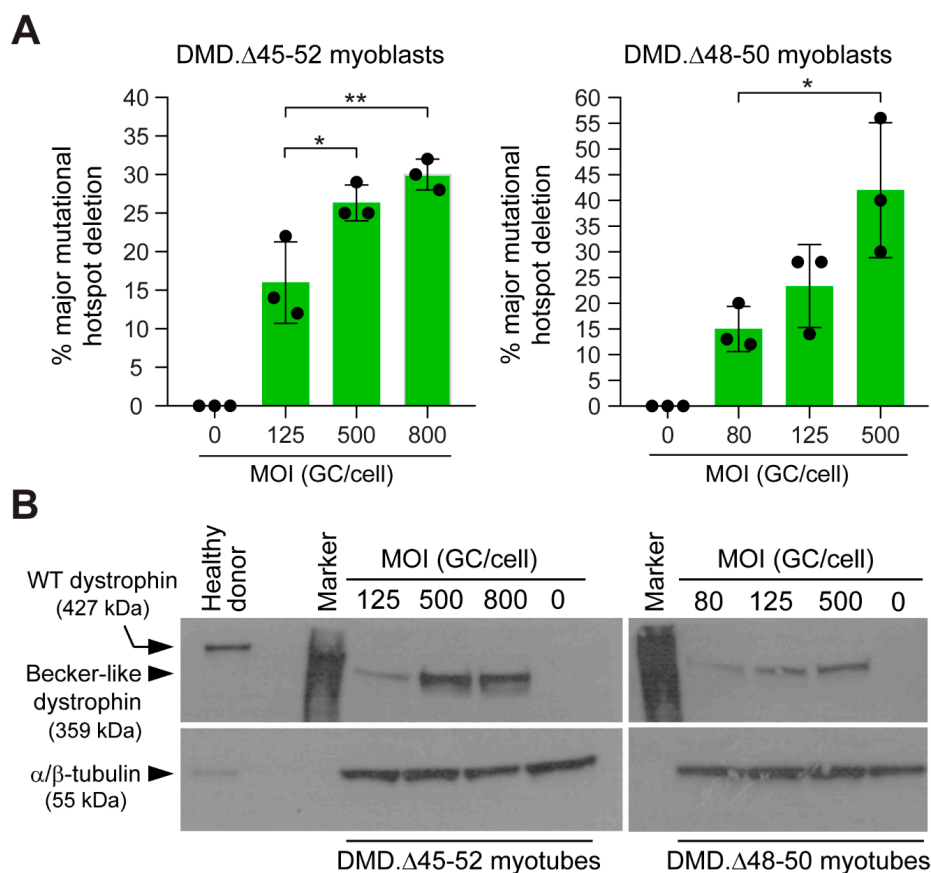 A
DMD.Δ45-52 myoblasts
% major mutational
hotspot deletion
40
35
30
25
20
15
10
5
0
**
*
0 125 500 800
MOI (GC/cell)
DMD.Δ48-50 myoblasts
% major mutational
hotspot deletion
60
55
50
45
40
35
30
25
20
15
10
5
0
*
0 80 125 500
MOI (GC/cell)
B
WT dystrophin
(427 kDa)
Becker-like
dystrophin
(359 kDa)
α/β-tubulin
(55 kDa)
Healthy
donor
Marker
MOI (GC/cell)
125 500 800 0
Marker
MOI (GC/cell)
80 125 500 0
DMD.Δ45-52 myotubes
DMD.Δ48-50 myotubes